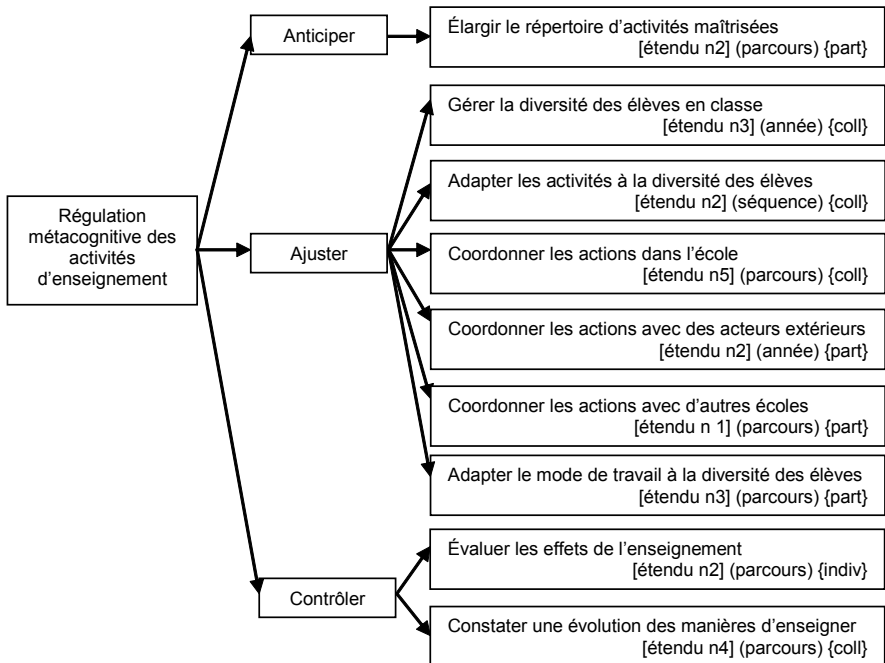 Anticiper
Élargir le répertoire d’activités maîtrisées
[étendu n2] (parcours) {part}
Gérer la diversité des élèves en classe
[étendu n3] (année) {coll}
Adapter les activités à la diversité des élèves
[étendu n2] (séquence) {coll}
Régulation
métacognitive des
activités
d’enseignement
Ajuster
Coordonner les actions dans l’école
[étendu n5] (parcours) {coll}
Coordonner les actions avec des acteurs extérieurs
[étendu n2] (année) {part}
Coordonner les actions avec d’autres écoles
[étendu n 1] (parcours) {part}
Adapter le mode de travail à la diversité des élèves
[étendu n3] (parcours) {part}
Contrôler
Évaluer les effets de l’enseignement
[étendu n2] (parcours) {indiv}
Constater une évolution des manières d’enseigner
[étendu n4] (parcours) {coll}